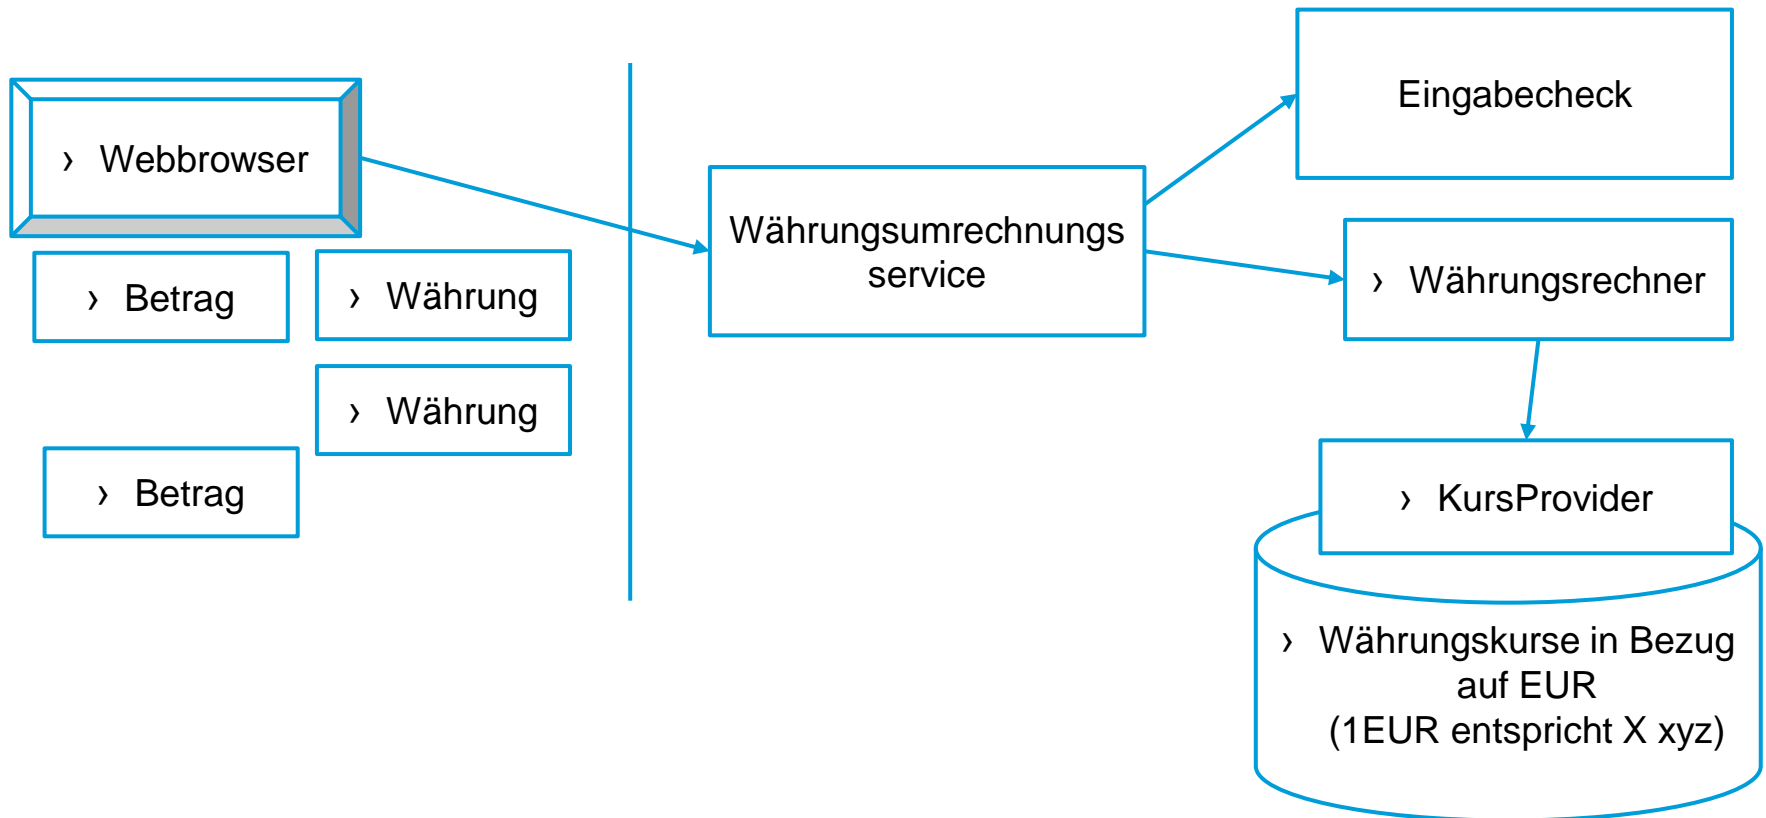 › Webbrowser
› Betrag
› Währung
› Währung
› Betrag
Währungsumrechnungs
service
Eingabecheck
› Währungsrechner
› KursProvider
› Währungskurse in Bezug
auf EUR
(1EUR entspricht X xyz)